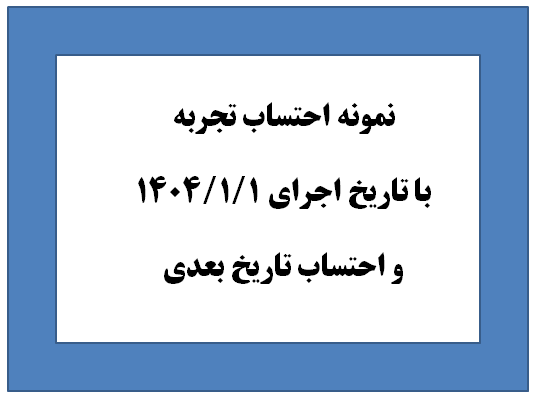 نمونه احتساب تجربه
با تاریخ اجرای ۱۴۰۴/۱/۱
و احتساب تاریخ بعدی